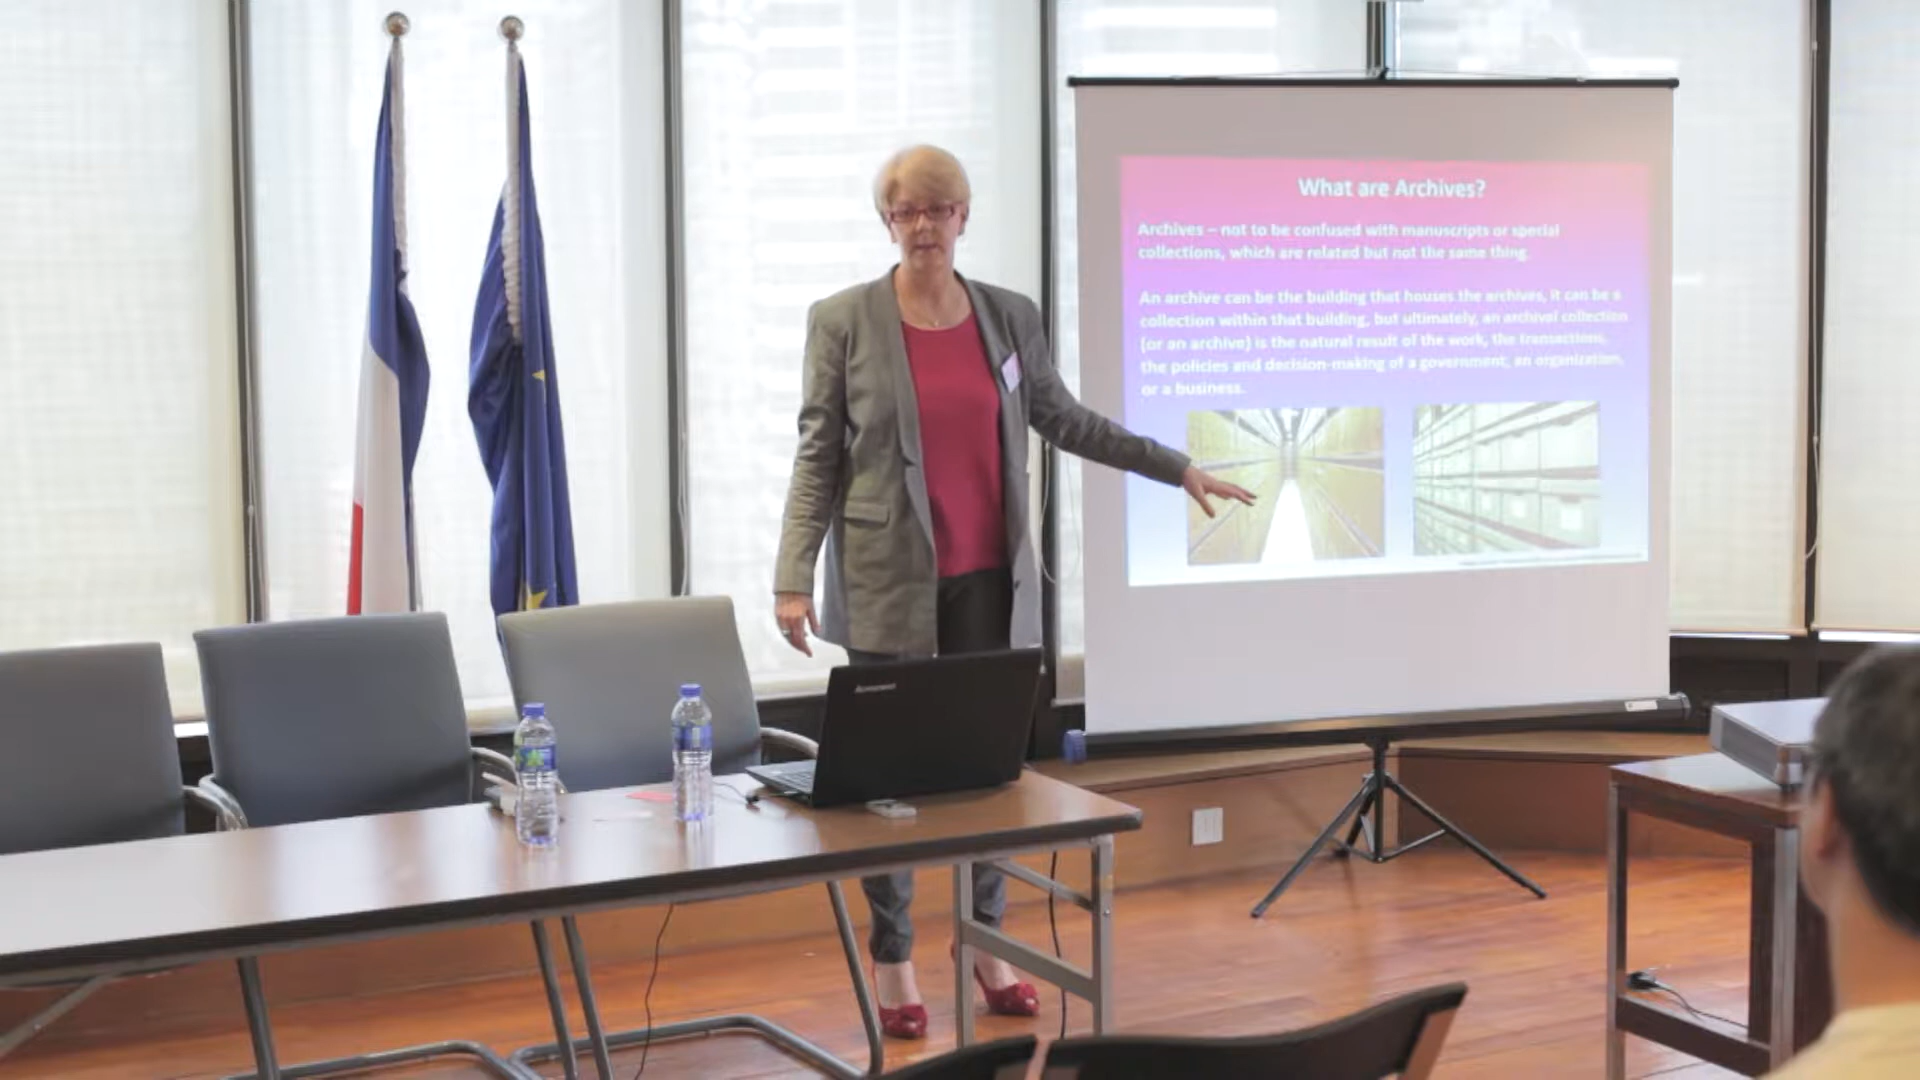 What are Archives?
Archives – not to be confused with manuscripts or special
collections, which are related but not the same thing.
An archive can be the building that houses the archives, it can be a
collection within that building, but ultimately, an archival collection
(or an archive) is the natural result of the work, the transactions,
the policies and decision-making of a government, an organization,
or a business.
Lenovo